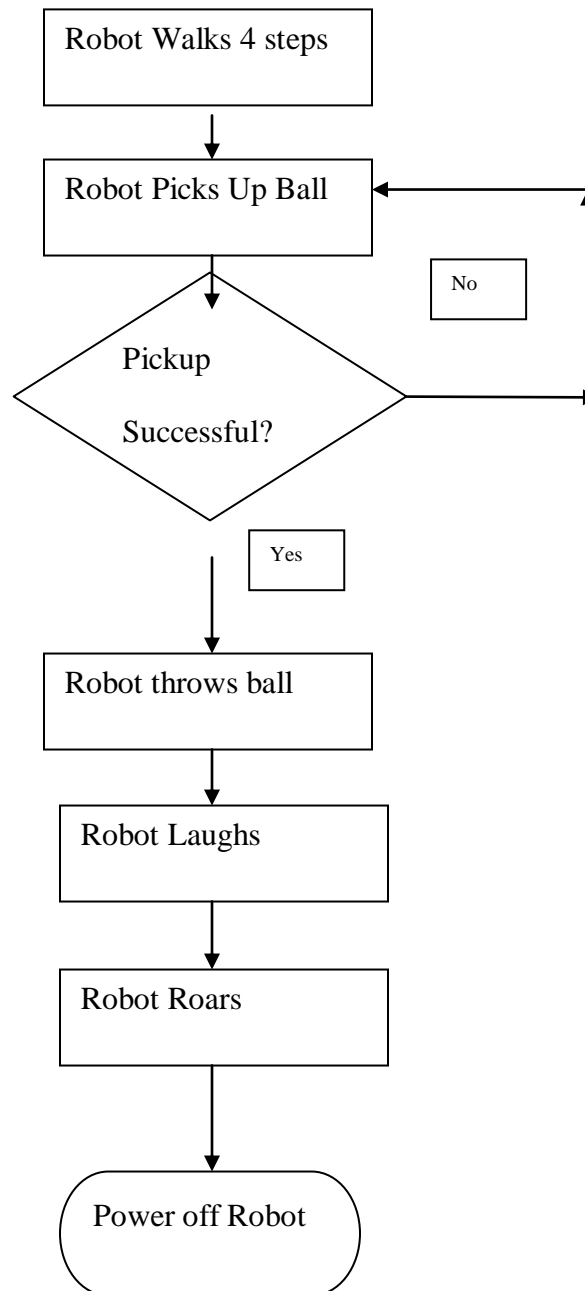 Robot Walks 4 steps
Robot Picks Up Ball
No
Pickup
Successful?
Yes
Robot throws ball
Robot Laughs
Robot Roars
Power off Robot